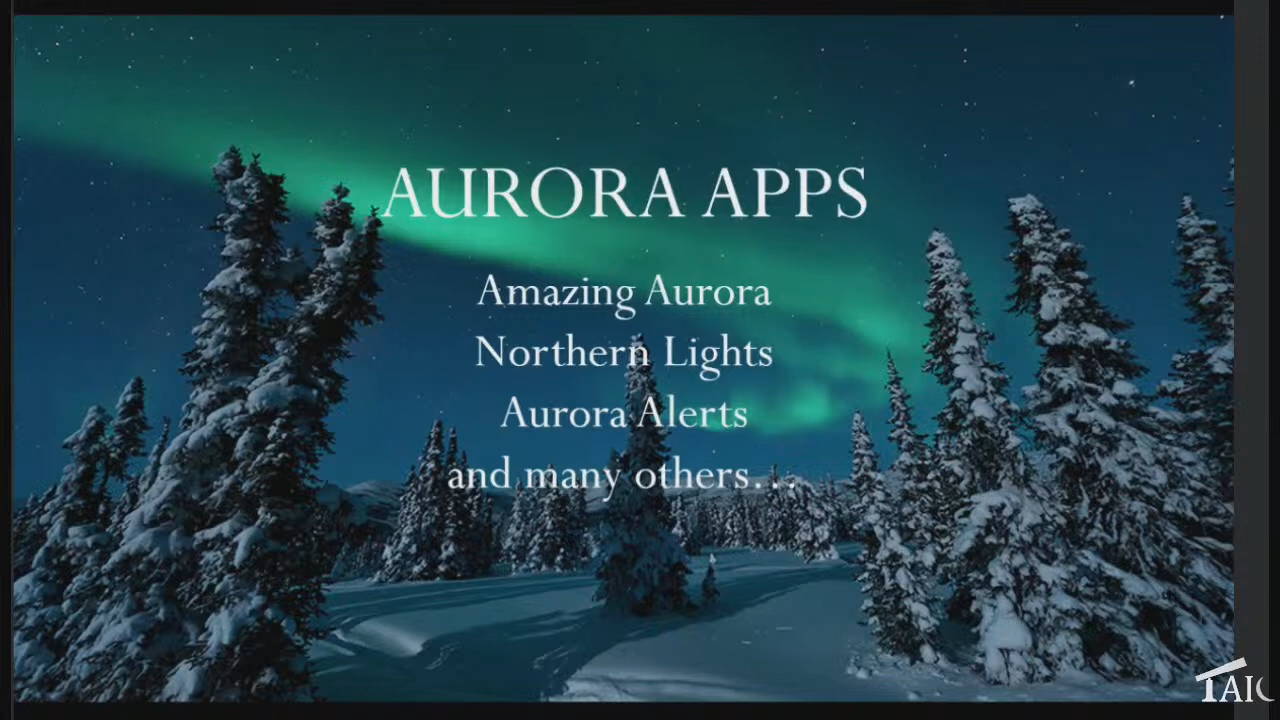 AURORA APPS
Amazing Aurora
Northern Lights
Aurora Alerts
and many others...